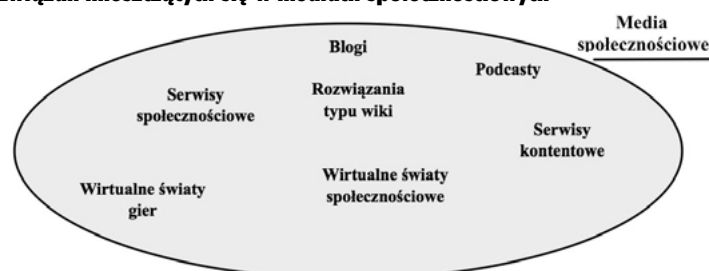 mieszczących się w mediach społecznościowych
Media
społecznościowe
Blogi
Podcasty
Serwisy
społecznościowe
Rozwiązania
typu wiki
Serwisy
kontentowe
Wirtualne światy
gier
Wirtualne światy
społecznościowe